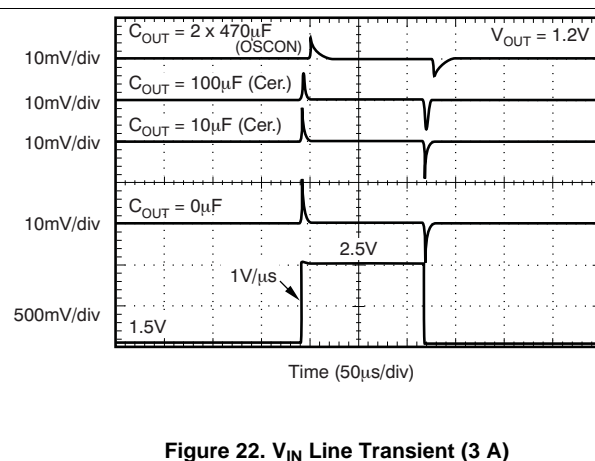 C_OUT = 2 x 470μF
(OSCON)
V_OUT = 1.2V
10mV/div
C_OUT = 100μF (Cer.)
10mV/div
C_OUT = 10μF (Cer.)
10mV/div
C_OUT = 0μF
10mV/div
2.5V
1V/μs
500mV/div
1.5V
Time (50μs/div)
Figure 22. V_IN Line Transient (3 A)